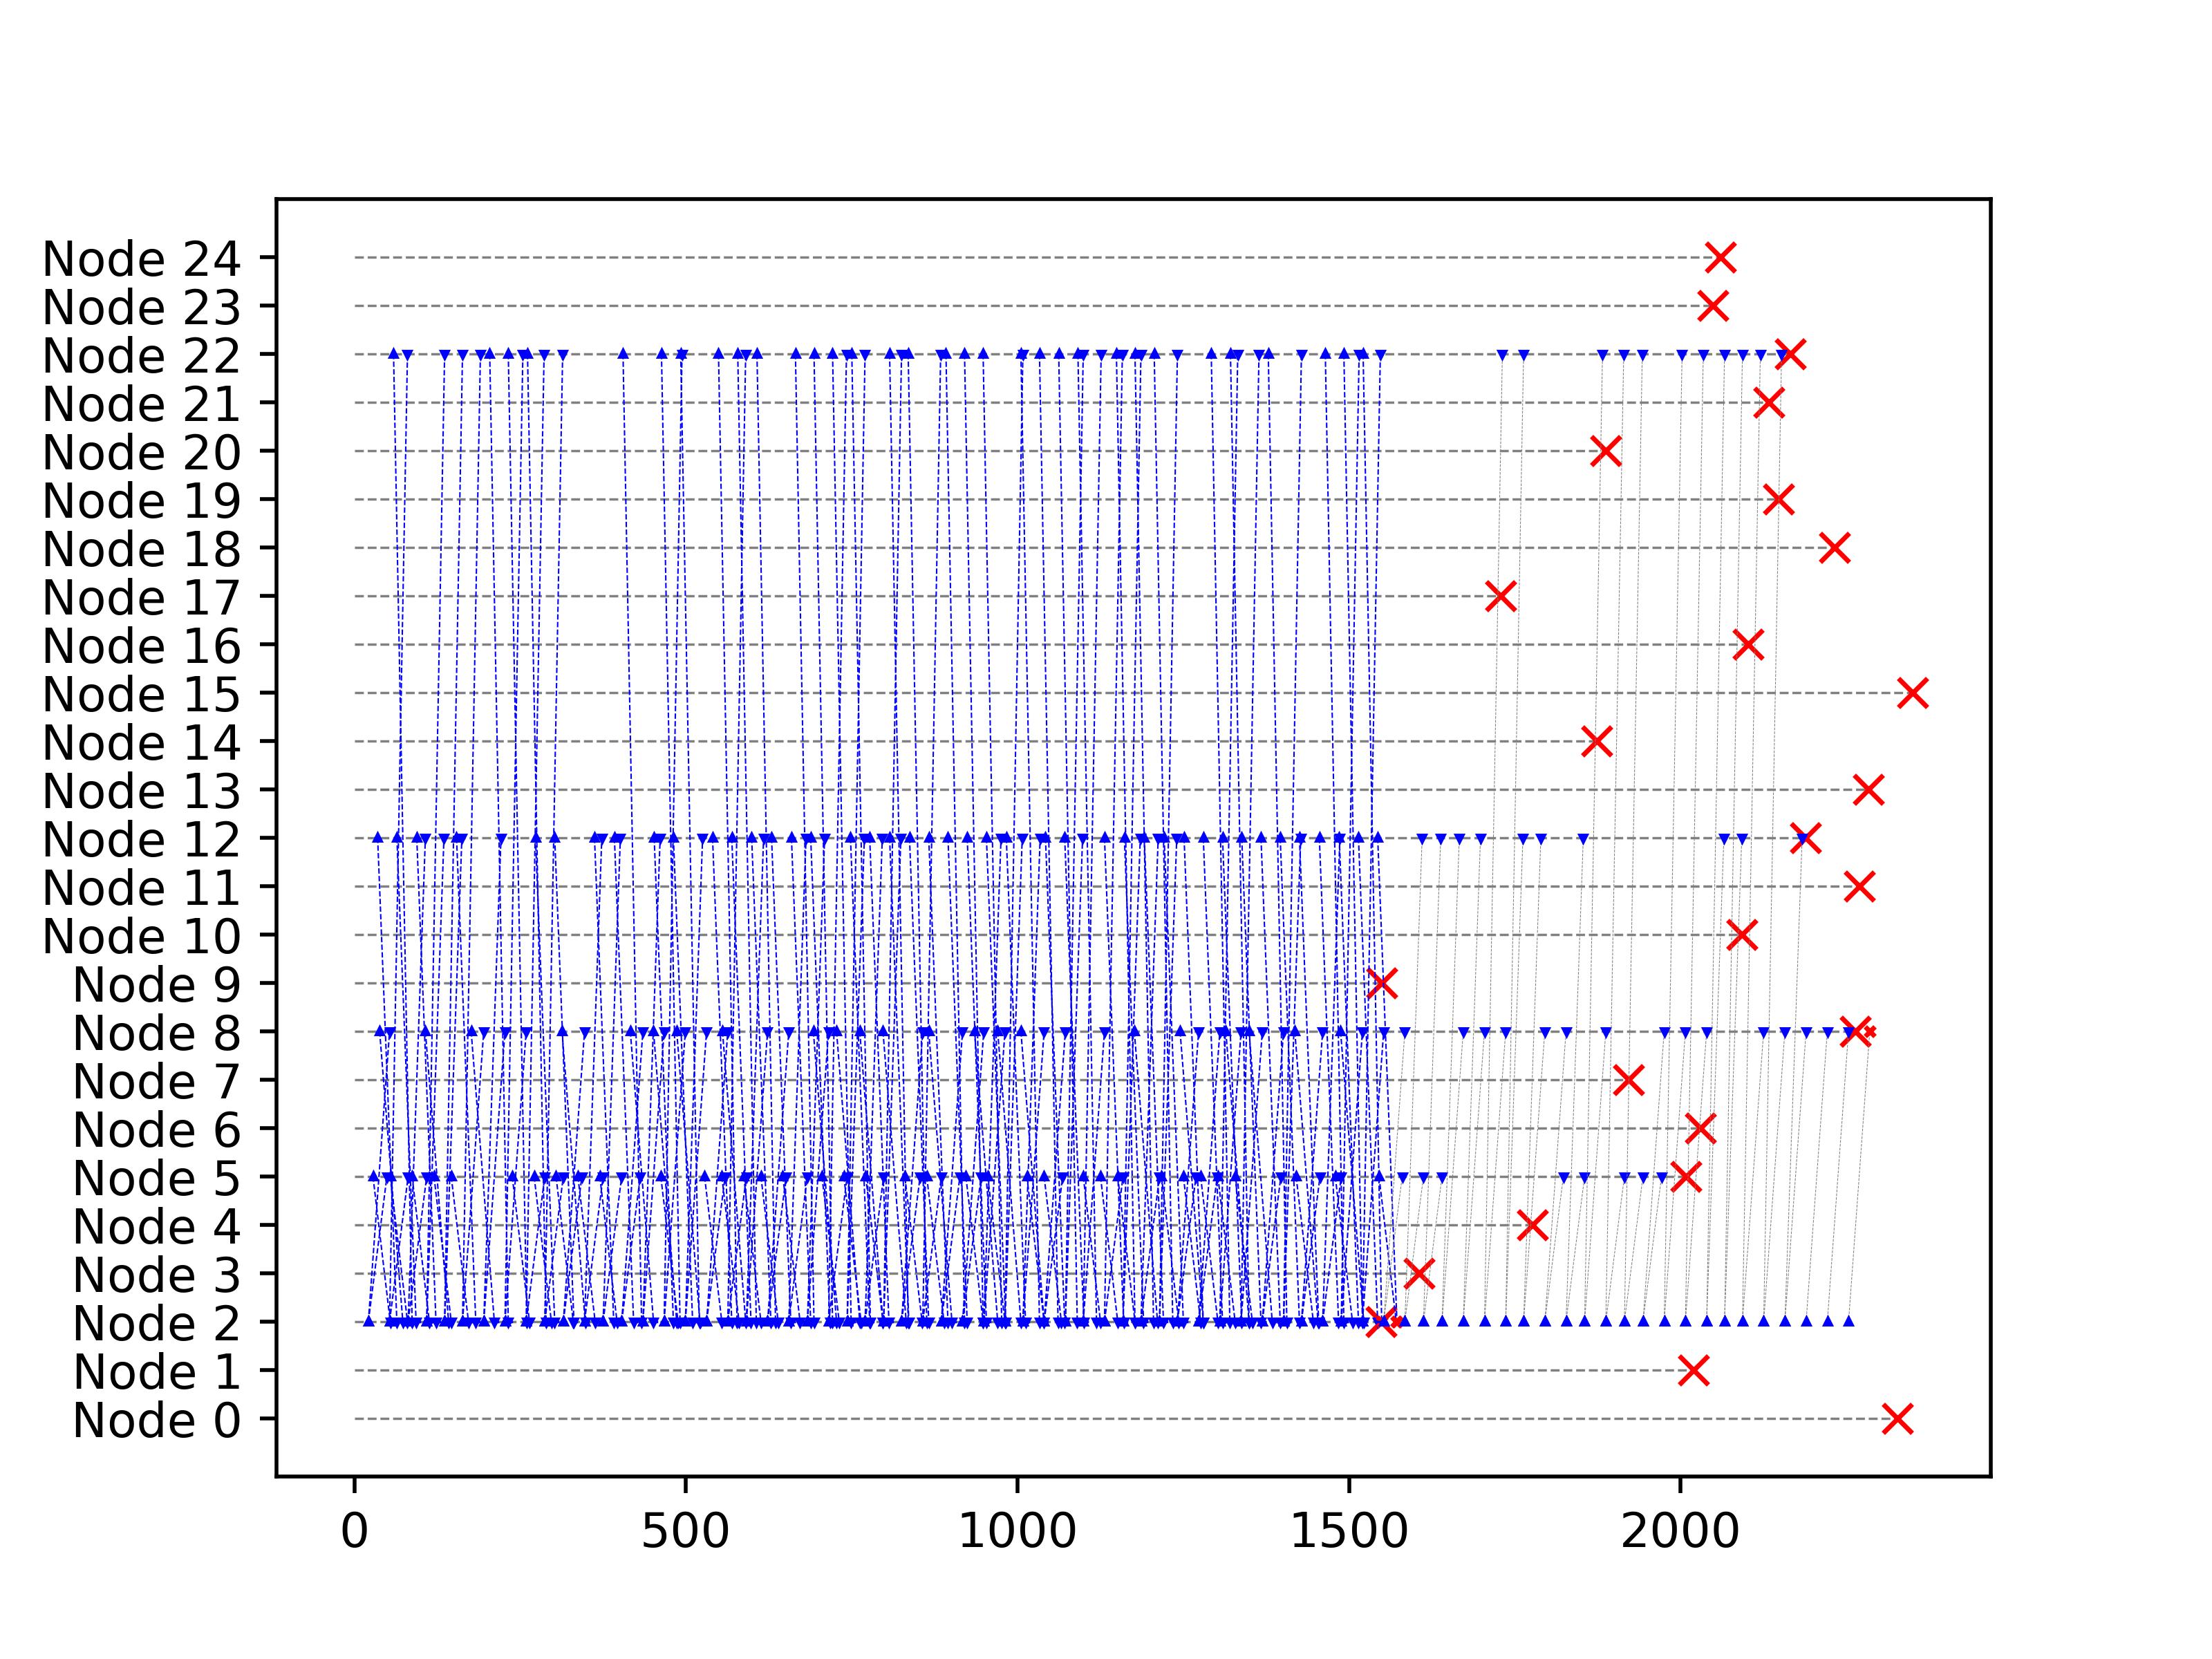 Node 24
Node 23
Node 22
Node 21
Node 20
Node 19
Node 18
Node 17
Node 16
Node 15
Node 14
Node 13
Node 12
Node 11
Node 10
Node 9
Node 8
Node 7
Node 6
Node 5
Node 4
Node 3
Node 2
Node 1
Node 0
0 500 1000 1500 2000